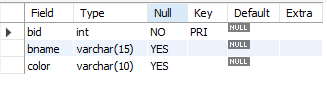 Field Type Null Key Default Extra
bid int NO PRI NULL
bname varchar(15) YES NULL
color varchar(10) YES NULL